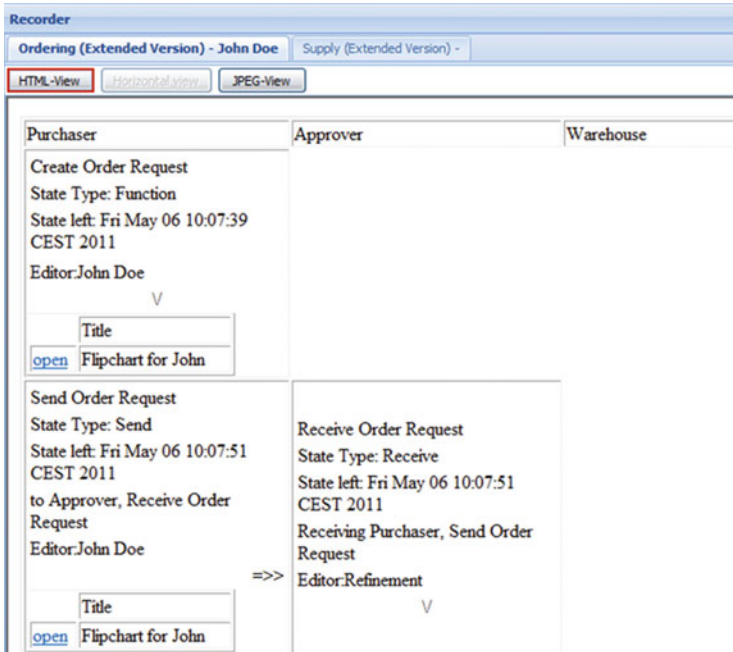 Recorder
Ordering (Extended Version) - John Doe
Supply (Extended Version) -
HTML-View
Horizontal view
JPEG-View
Purchaser
Approver
Warehouse
Create Order Request
State Type: Function
State left: Fri May 06 10:07:39
CEST 2011
Editor:John Doe
V
Title
open Flipchart for John
Send Order Request
State Type: Send
State left: Fri May 06 10:07:51
CEST 2011
to Approver, Receive Order
Request
Editor:John Doe
=>>
Title
open Flipchart for John
Receive Order Request
State Type: Receive
State left: Fri May 06 10:07:51
CEST 2011
Receiving Purchaser, Send Order
Request
Editor:Refinement
V